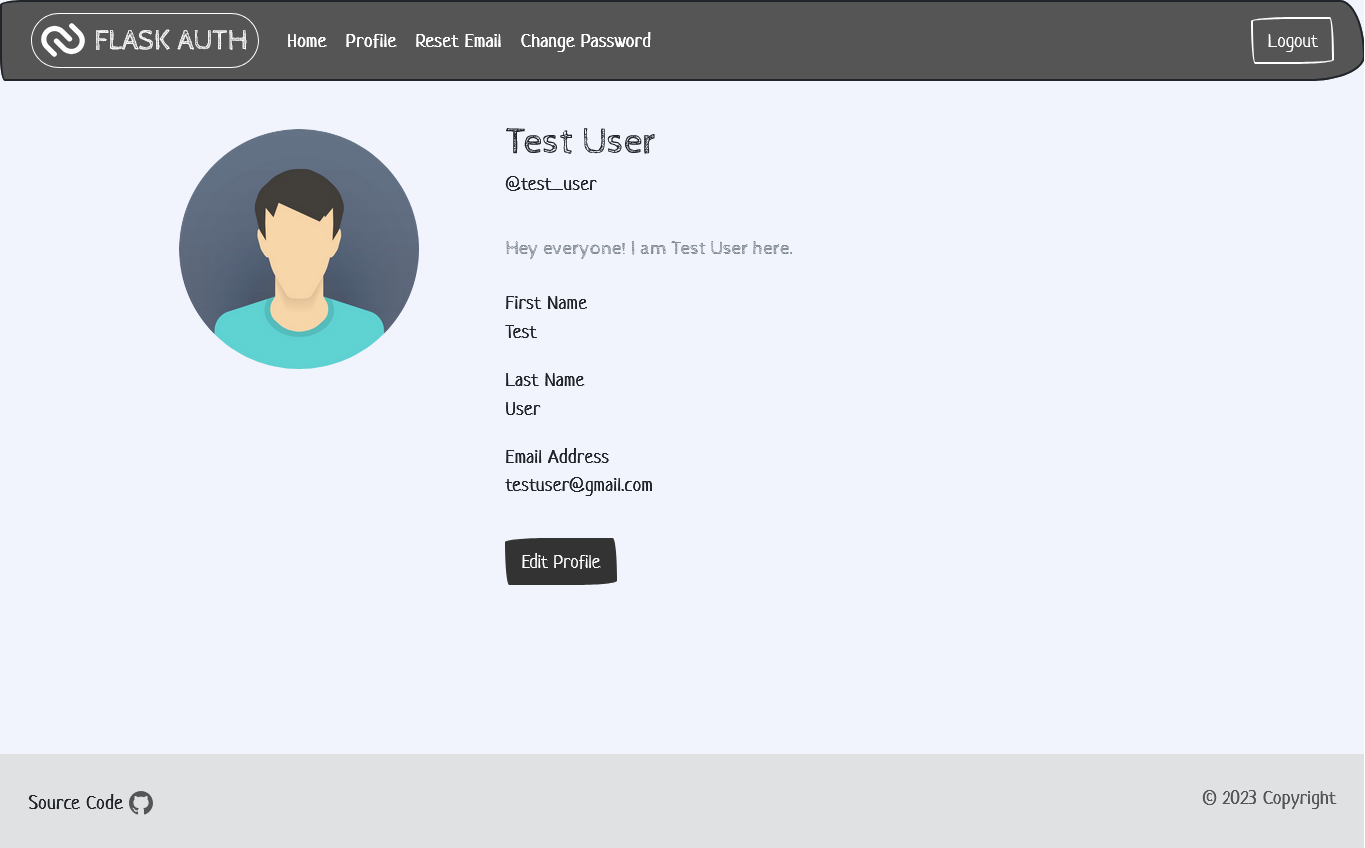 FLASK AUTH Home Profile Reset Email Change Password Logout
Test User
@test_user
Hey everyone! I am Test User here.
First Name
Test
Last Name
User
Email Address
testuser@gmail.com
Edit Profile
Source Code © 2023 Copyright